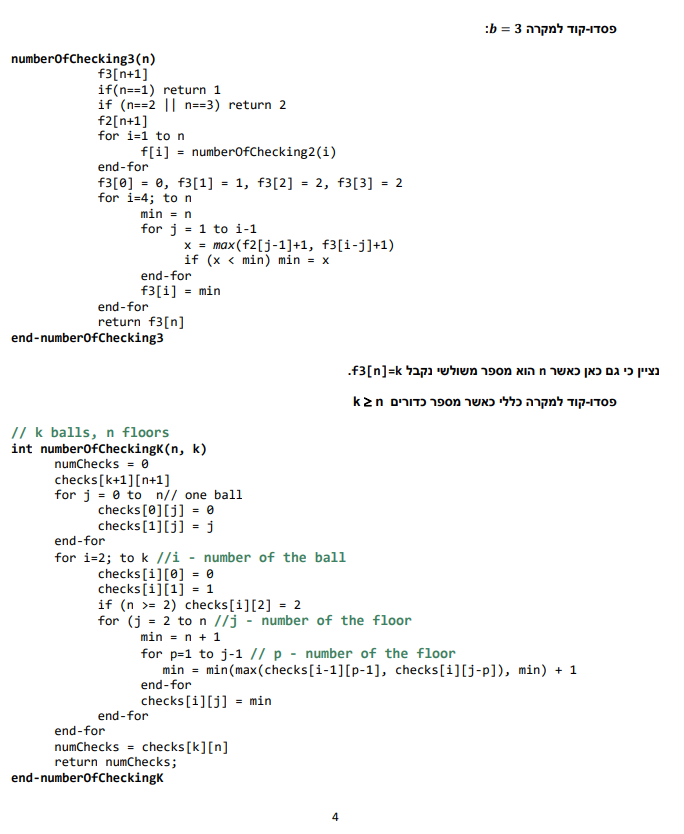 פסדו-קוד למקרה b = 3:
numberOfChecking3(n)
f3[n+1]
if(n==1) return 1
if (n==2 || n==3) return 2
f2[n+1]
for i=1 to n
f[i] = numberOfChecking2(i)
end-for
f3[0] = 0, f3[1] = 1, f3[2] = 2, f3[3] = 2
for i=4; to n
min = n
for j = 1 to i-1
x = max(f2[j-1]+1, f3[i-j]+1)
if (x < min) min = x
end-for
f3[i] = min
end-for
return f3[n]
end-numberOfChecking3
נציין כי גם כאן כאשר n הוא מספר משולשי נקבל f3[n]=k.
פסדו-קוד למקרה כללי כאשר מספר כדורים k ≥ n
// k balls, n floors
int numberOfCheckingK(n, k)
numChecks = 0
checks[k+1][n+1]
for j = 0 to  n// one ball
checks[0][j] = 0
checks[1][j] = j
end-for
for i=2; to k //i - number of the ball
checks[i][0] = 0
checks[i][1] = 1
if (n >= 2) checks[i][2] = 2
for (j = 2 to n //j - number of the floor
min = n + 1
for p=1 to j-1 // p - number of the floor
min = min(max(checks[i-1][p-1], checks[i][j-p]), min) + 1
end-for
checks[i][j] = min
end-for
end-for
numChecks = checks[k][n]
return numChecks;
end-numberOfCheckingK
4